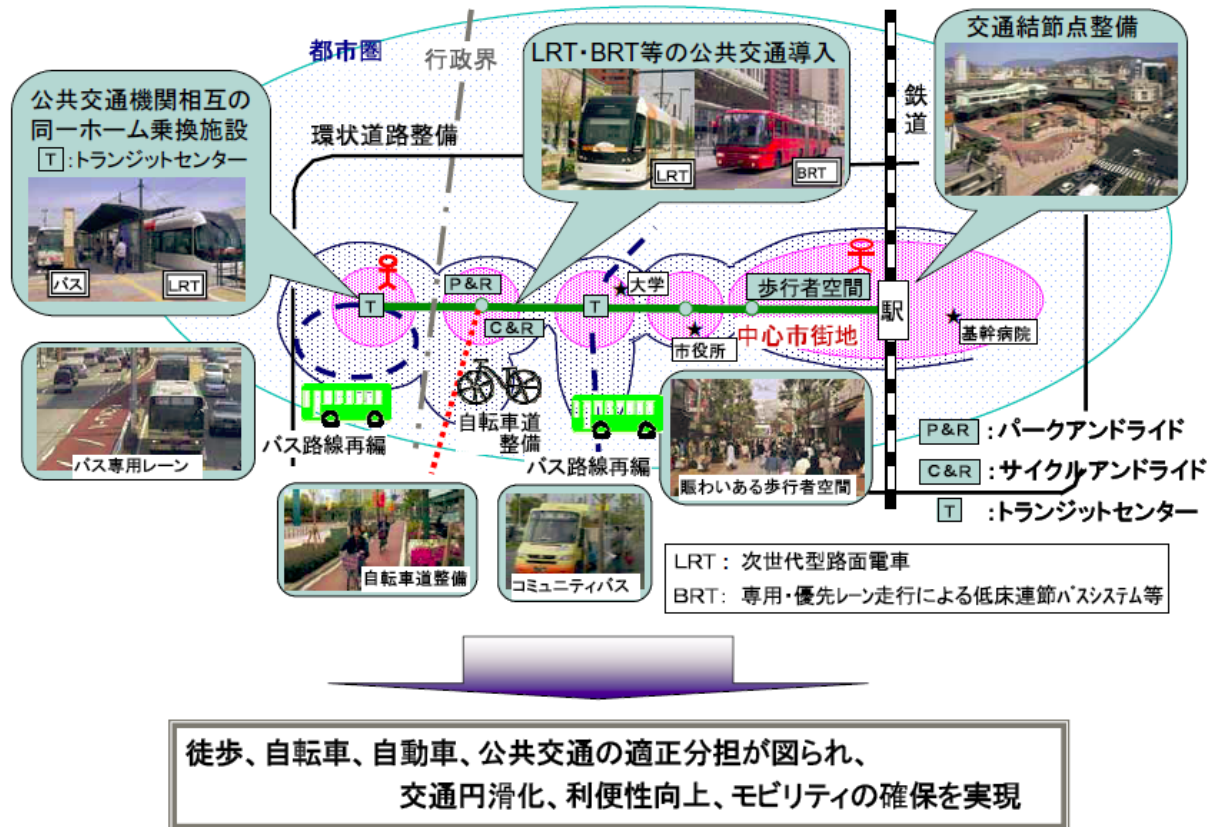 都市圏
行政界
LRT・BRT等の公共交通導入
LRT
BRT
交通結節点整備
鉄道
公共交通機関相互の
同一ホーム乗換施設
T:トランジットセンター
バス
LRT
環状道路整備
P&R
C&R
T
T
大学
市役所
歩行者空間
中心市街地
駅
基幹病院
バス専用レーン
バス路線再編
自転車道
整備
バス路線再編
自転車道整備
コミュニティバス
賑わいある歩行者空間
P&R:パークアンドライド
C&R:サイクルアンドライド
T:トランジットセンター
LRT: 次世代型路面電車
BRT: 専用・優先レーン走行による低床連節バスシステム等
徒歩、自転車、自動車、公共交通の適正分担が図られ、
交通円滑化、利便性向上、モビリティの確保を実現